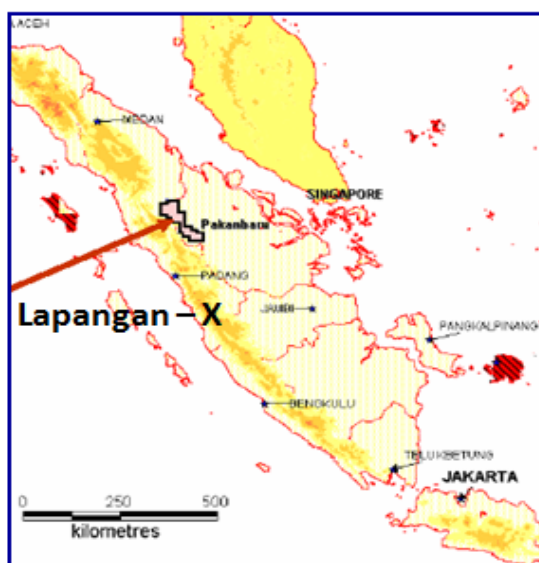 ACEH
MEDAN
SINGAPORE
Pakanbaru
PADANG
Lapangan – X
JAMBI
PANGKALPINANG
BENGKULU
TELUKBETUNG
JAKARTA
0 250 500
kilometres